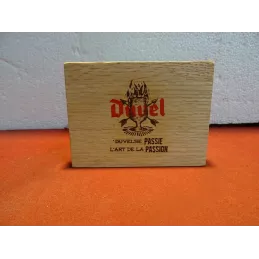 Duvel
'DUVELSE PASSIE
L'ART DE LA PASSION